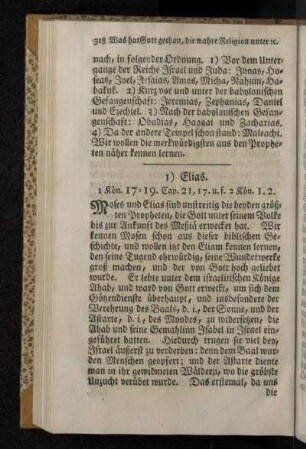 318 Was hat Gott gethan, die wahre Religion unter ꝛc.
nach, in folgender Ordnung. 1) Vor dem Unter-
gange der Reiche Israel und Juda: Jonas, Ho-
seas, Joel, Jesaias, Amos, Micha, Nahum, Ha-
bakuk. 2) Kurz vor und unter der babylonischen
Gefangenschaft: Jeremias, Zephanias, Daniel
und Ezechiel. 3) Nach der babylonischen Gefan-
genschaft: Obadias, Haggai und Zacharias.
4) Da der andere Tempel schon stand: Maleachi.
Wir wollen die merkwürdigsten aus den Prophe-
ten näher kennen lernen.
1) Elias.
1 Kön. 17-19. Cap. 21, 17. u. f. 2 Kön. 1. 2.
Moses und Elias sind unstreitig die beyden größ-
ten Propheten, die Gott unter seinem Volke
bis zur Ankunft des Meßiä erwecket hat. Wir
kennen Mosen schon aus dieser biblischen Ge-
schichte, und wollen itzt den Eliam kennen lernen,
den seine Tugend ehrwürdig, seine Wunderwerke
groß machen, und der von Gott hoch geliebet
wurde. Er lebte unter dem israelitischen Könige
Ahab, und ward von Gott erweckt, um sich dem
Götzendienste überhaupt, und insbesondere der
Verehrung des Baals, d. i., der Sonne, und der
Astarte, d. i., des Mondes, zu widersetzen, die
Ahab und seine Gemahlinn Isabel in Israel ein-
geführet hatten. Hiedurch trugen sie viel bey,
Israel äußerst zu verderben: denn dem Baal wur-
den Menschen geopfert; und der Astarte diente
man in ihr gewidmeten Wäldern, wo die gröbste
Unzucht verübet wurde. Das erstemal, da uns
die